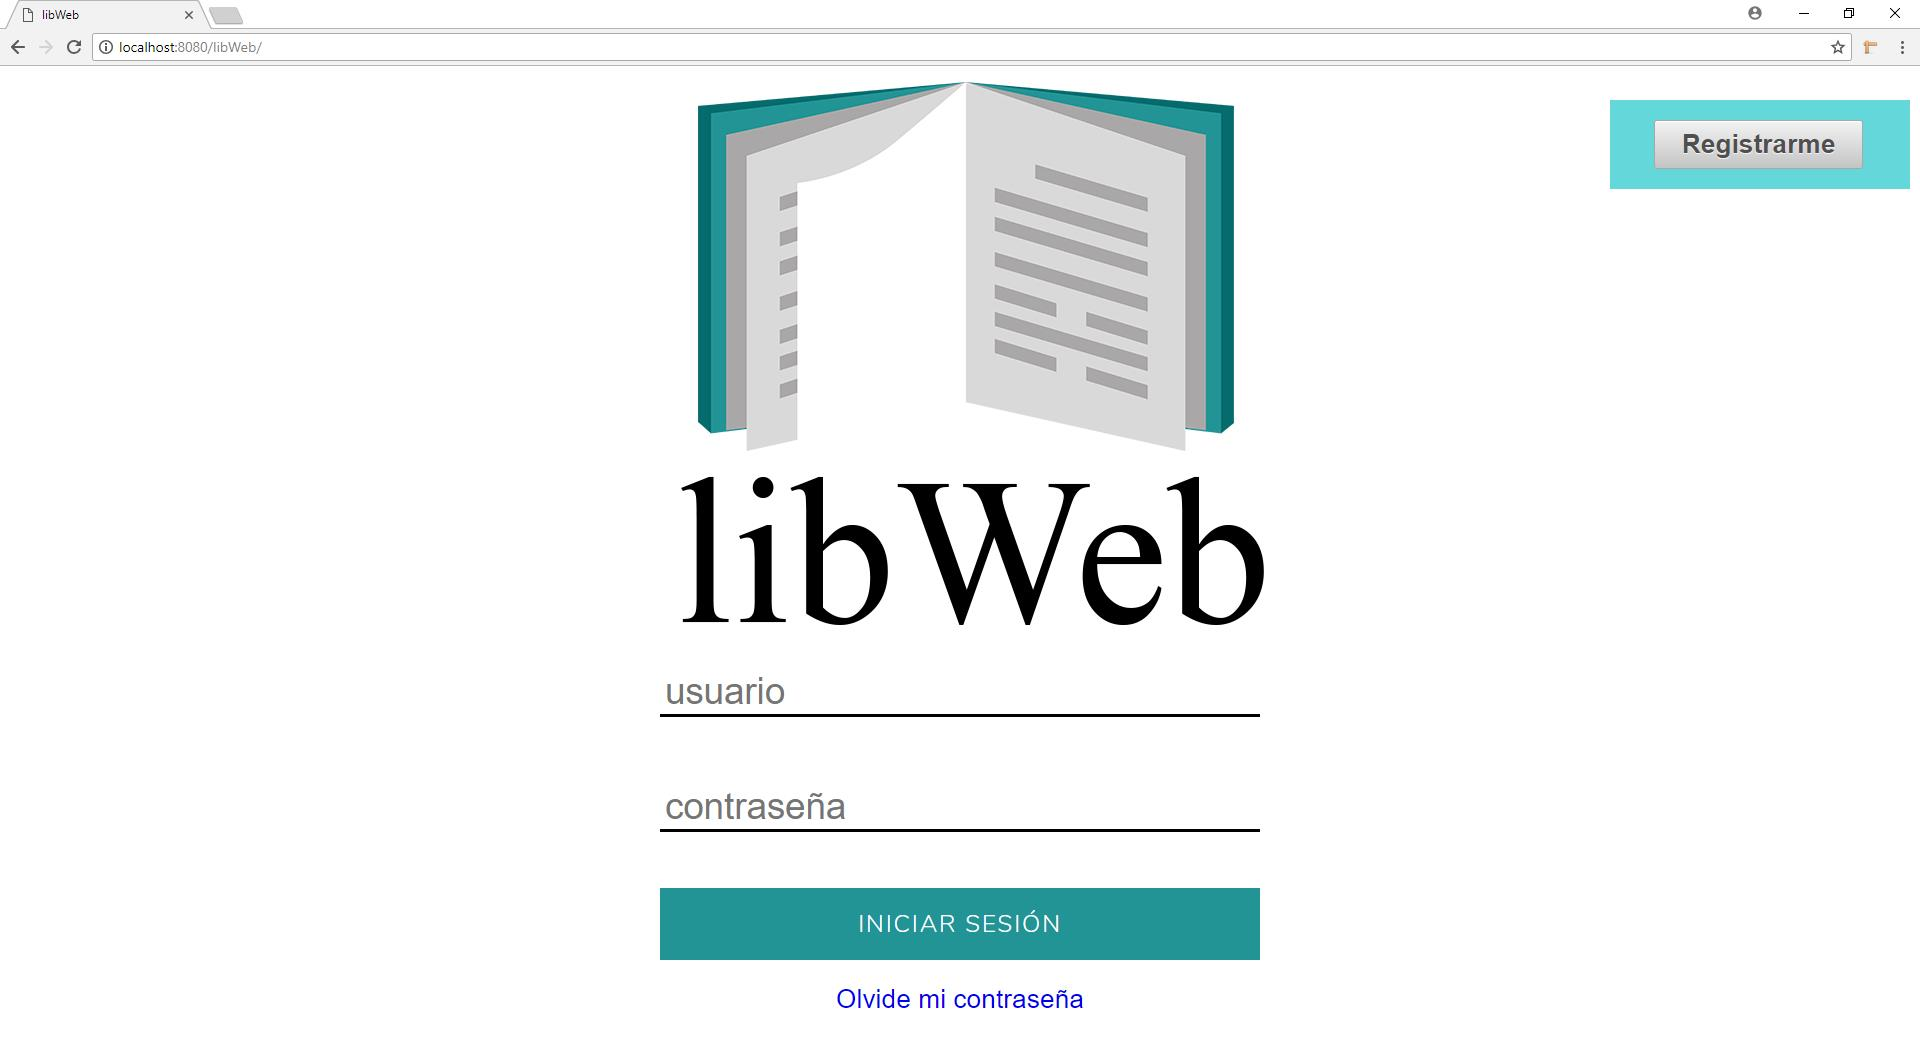 libWeb
localhost:8080/libWeb/
Registrarme
libWeb
usuario
contraseña
INICIAR SESIÓN
Olvide mi contraseña